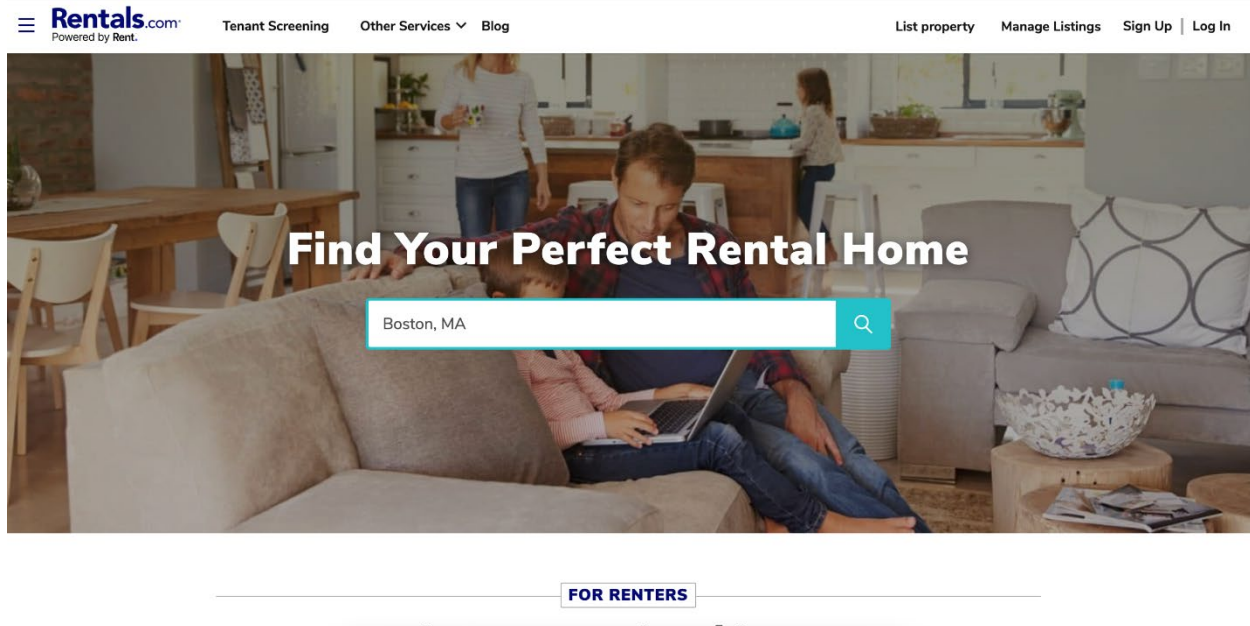 Rentals.com
Powered by Rent.
Tenant Screening
Other Services
Blog
List property
Manage Listings
Sign Up | Log In
Find Your Perfect Rental Home
Boston, MA
FOR RENTERS